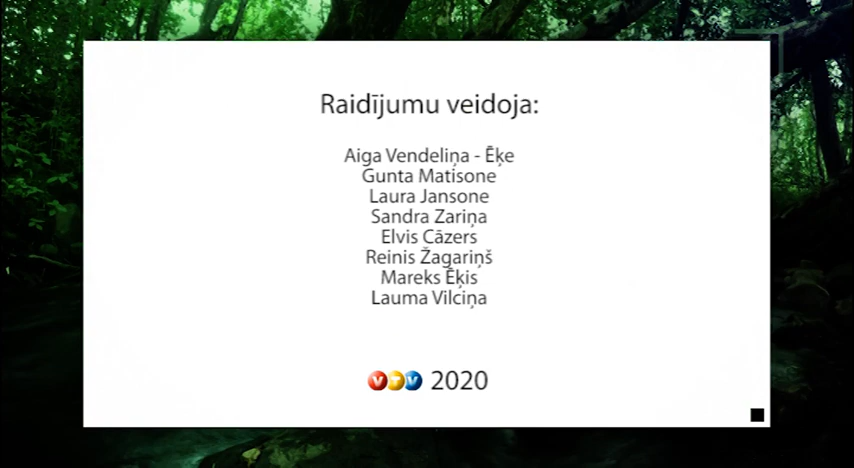 Raidījumu veidoja:
Aiga Vendeliņa - Ēķe
Gunta Matisone
Laura Jansone
Sandra Zariņa
Elvis Cāzers
Reinis Žagariņš
Mareks Ēķis
Lauma Vilciņa
VTV 2020